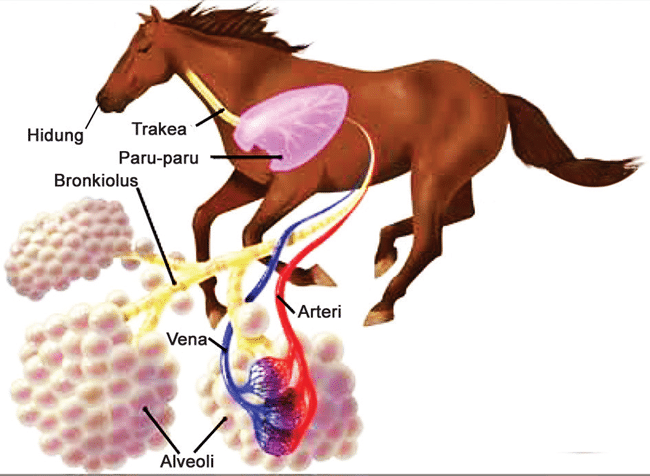 Hidung
Trakea
Paru-paru
Bronkiolus
Arteri
Vena
Alveoli